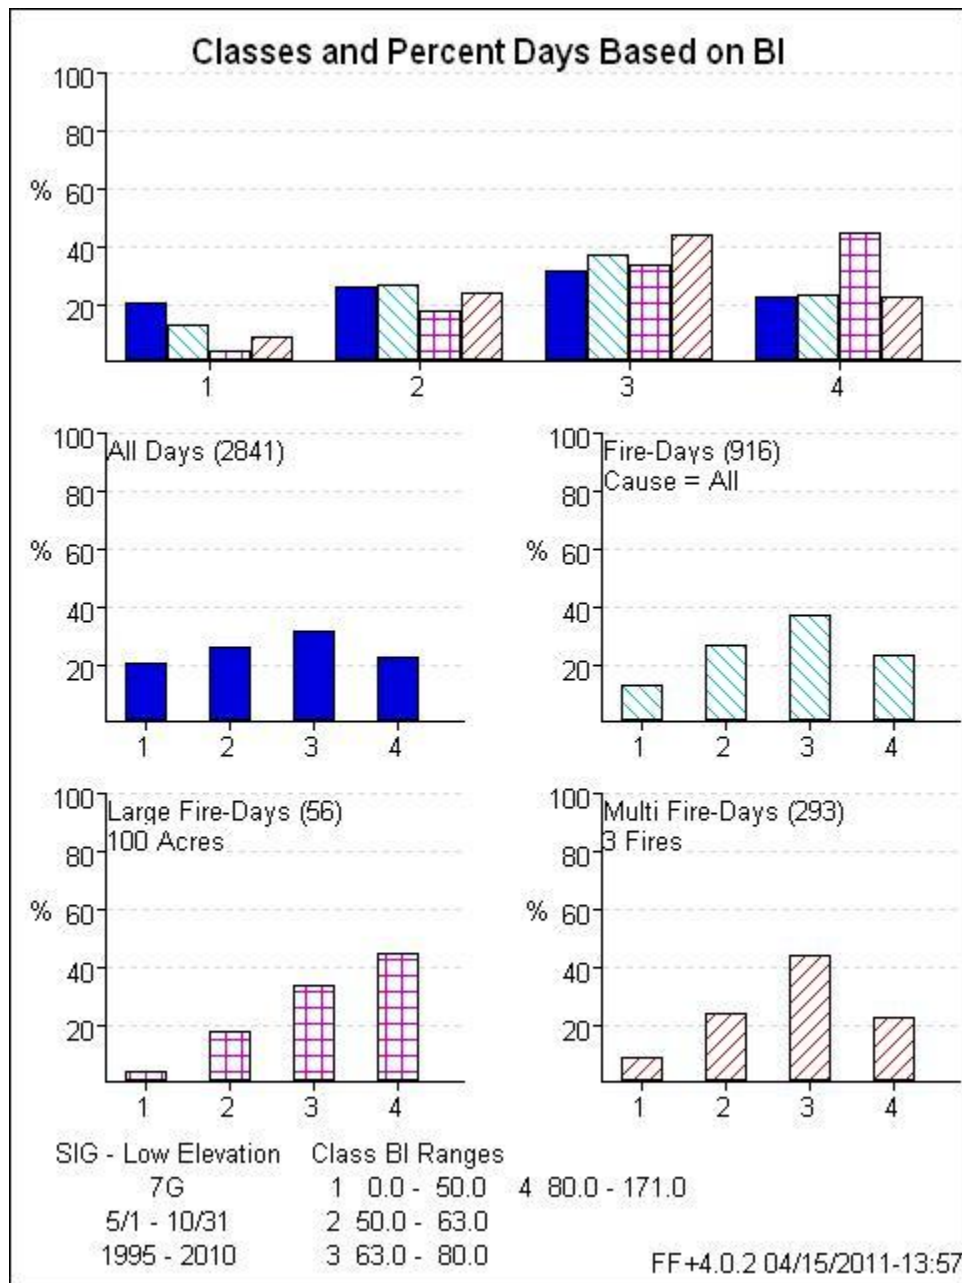 Classes and Percent Days Based on BI
100
80
% 60
40
20
1 2 3 4
100 All Days (2841)
80
% 60
40
20
1 2 3 4
100 Fire-Days (916)
Cause = All
80
% 60
40
20
1 2 3 4
100 Large Fire-Days (56)
100 Acres
80
% 60
40
20
1 2 3 4
100 Multi Fire-Days (293)
3 Fires
80
% 60
40
20
1 2 3 4
SIG - Low Elevation Class BI Ranges
7G 1 0.0 - 50.0 4 80.0 - 171.0
5/1 - 10/31 2 50.0 - 63.0
1995 - 2010 3 63.0 - 80.0
FF+4.0.2 04/15/2011-13:57